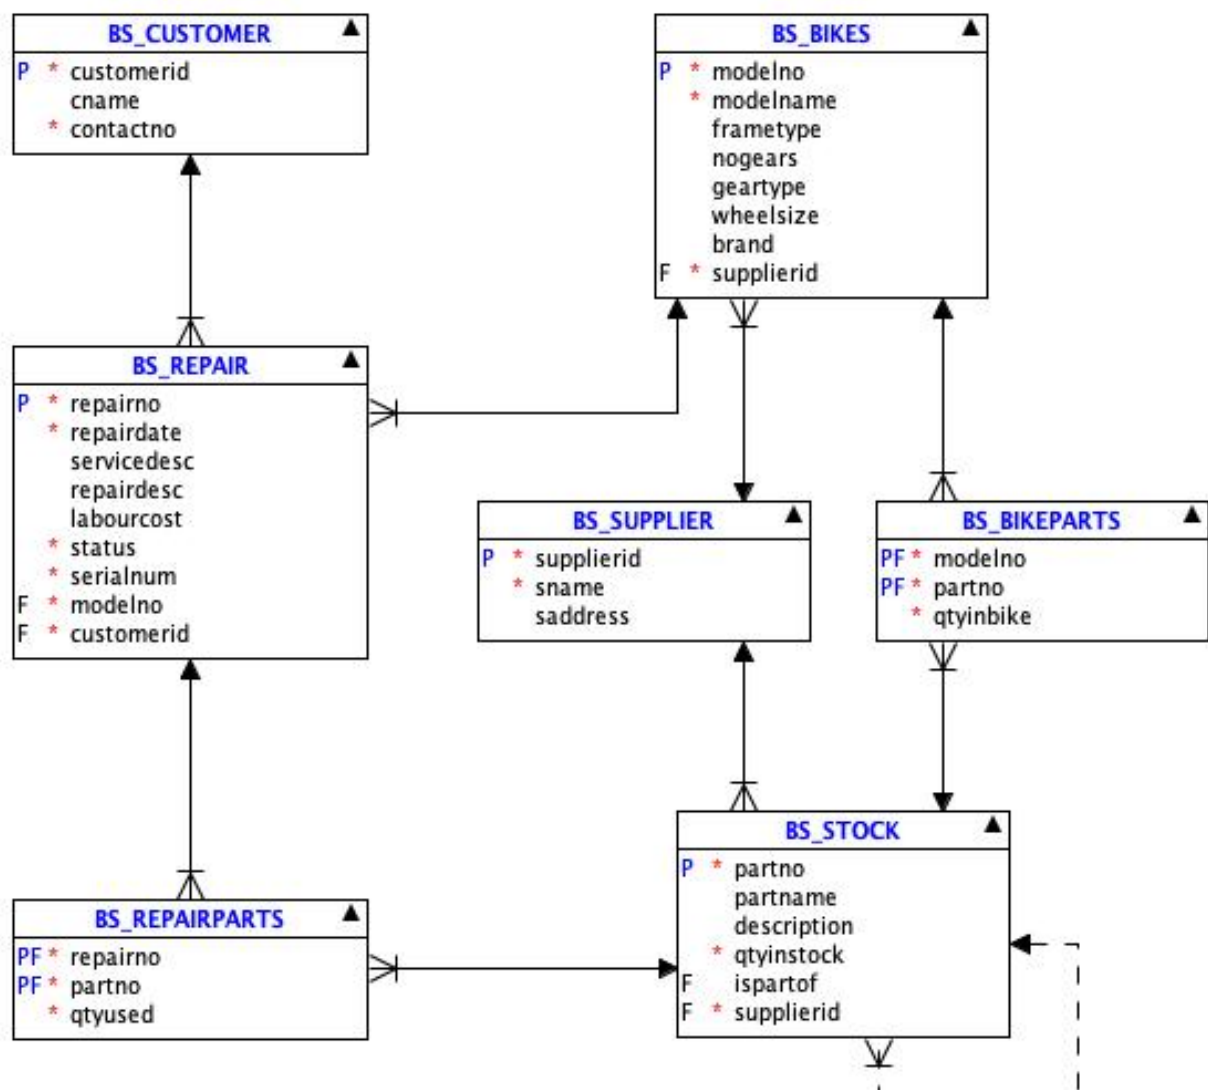 BS_CUSTOMER
P * customerid
cname
* contactno
BS_BIKES
P * modelno
* modelname
frametype
nogears
geartype
wheelsize
brand
F * supplierid
BS_REPAIR
P * repairno
* repairdate
servicedesc
repairdesc
labourcost
* status
* serialnum
F * modelno
F * customerid
BS_SUPPLIER
P * supplierid
* sname
saddress
BS_BIKEPARTS
PF * modelno
PF * partno
* qtyinbike
BS_REPAIRPARTS
PF * repairno
PF * partno
* qtyused
BS_STOCK
P * partno
partname
description
* qtyinstock
F ispartof
F * supplierid